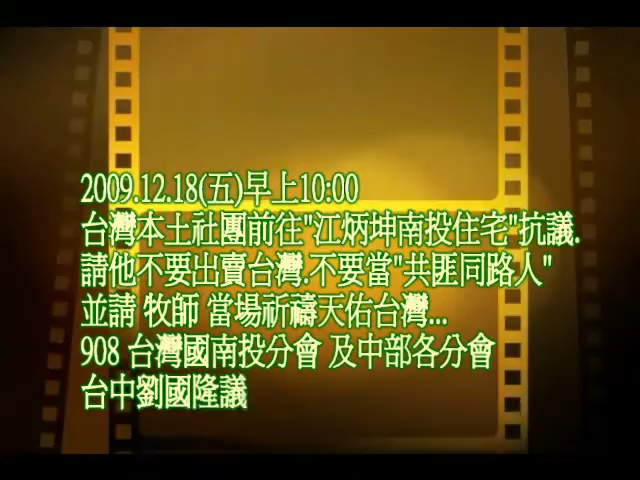 2009.12.18(五)早上10:00
台灣本土社團前往"江炳坤南投住宅"抗議.
請他不要出賣台灣.不要當"共匪同路人"
並請 牧師 當場祈禱天佑台灣...
908 台灣國南投分會 及中部各分會
台中劉國隆議